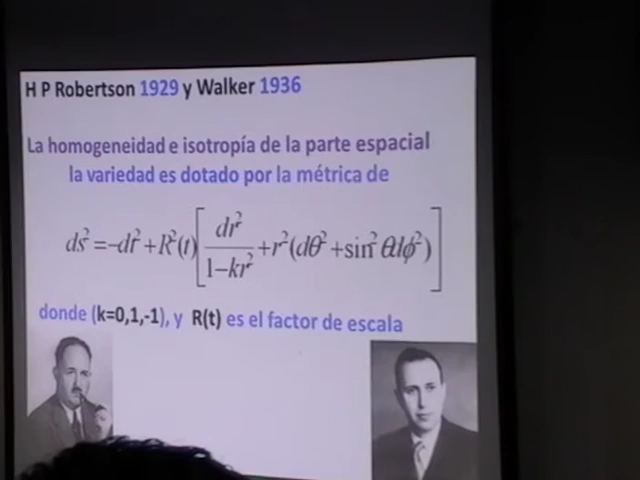 H P Robertson 1929 y Walker 1936
La homogeneidad e isotropía de la parte espacial
la variedad es dotado por la métrica de
ds²=-dt²+R²(t)[dr²/(1-kr²)+r²(dθ²+sin²θdϕ²)]
donde (k=0,1,-1), y R(t) es el factor de escala